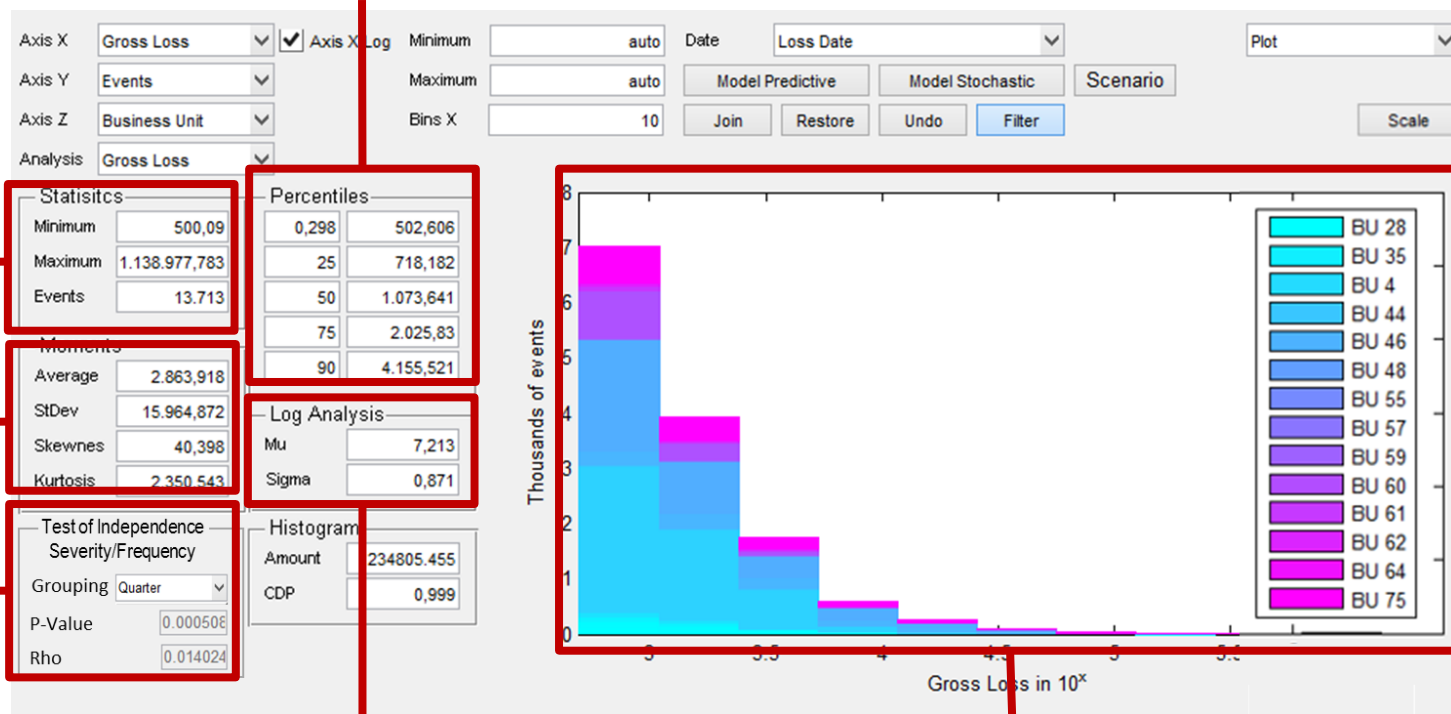 Axis X Gross Loss Axis X Log Minimum auto Date Loss Date Plot
Axis Y Events Maximum auto Model Predictive Model Stochastic Scenario
Axis Z Business Unit Bins X 10 Join Restore Undo Filter Scale
Analysis Gross Loss
Statisitcs
Minimum 500,09
Maximum 1.138.977,783
Events 13.713
Percentiles
0,298 502,606
25 718,182
50 1.073,641
75 2.025,83
90 4.155,521
Moments
Average 2.863,918
StDev 15.964,872
Skewnes 40,398
Kurtosis 2.350,543
Log Analysis
Mu 7,213
Sigma 0,871
Test of Independence
Severity/Frequency
Grouping Quarter
P-Value 0.000508
Rho 0.014024
Histogram
Amount 234805.455
CDP 0,999
Thousands of events
8
7
6
5
4
3
2
1
0
3 3.5 4 4.5 5
Gross Loss in 10x
BU 28
BU 35
BU 4
BU 44
BU 46
BU 48
BU 55
BU 57
BU 59
BU 60
BU 61
BU 62
BU 64
BU 75